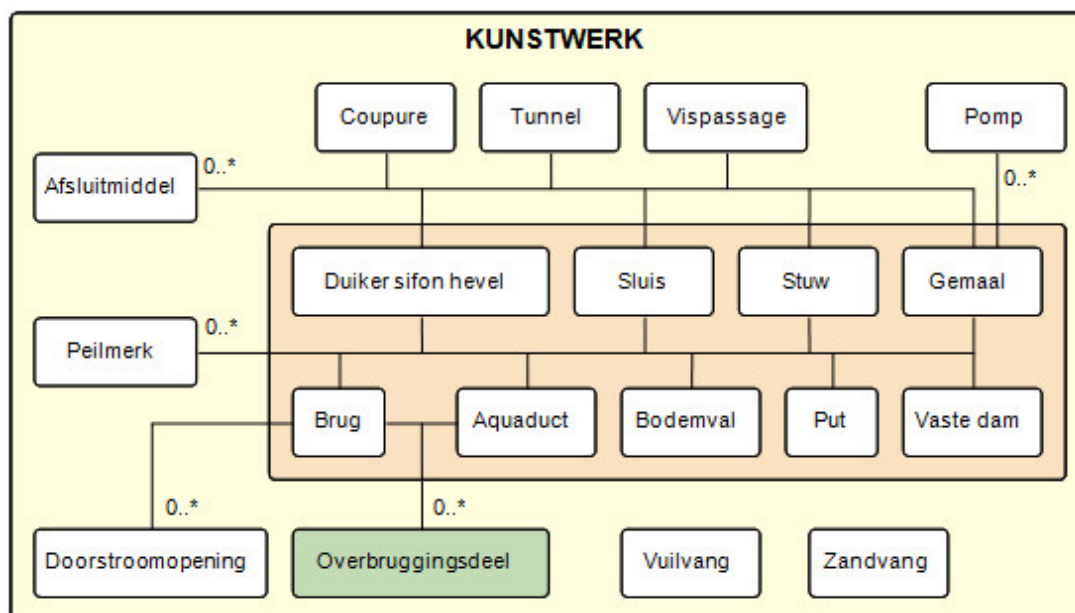 KUNSTWERK
Coupure
Tunnel
Vispassage
Pomp
Afsluitmiddel
0..*
0..*
Duiker sifon hevel
Sluis
Stuw
Gemaal
Peilmerk
0..*
Brug
Aquaduct
Bodemval
Put
Vaste dam
0..*
0..*
Doorstroomopening
Overbruggingsdeel
Vuilvang
Zandvang